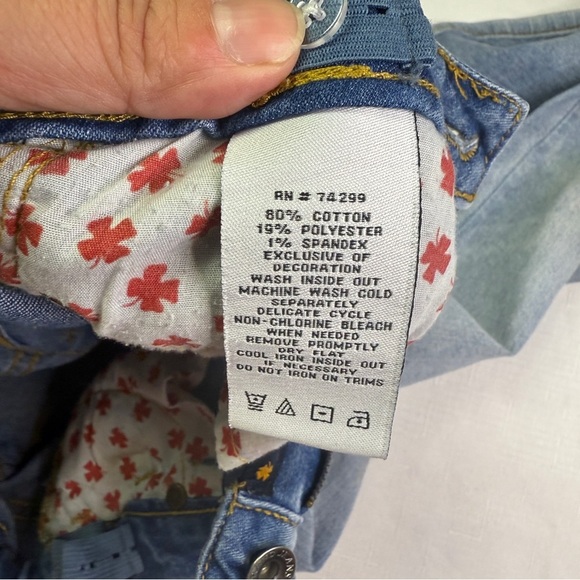 RN # 74299
80% COTTON
19% POLYESTER
1% SPANDEX
EXCLUSIVE OF
DECORATION
WASH INSIDE OUT
MACHINE WASH COLD
SEPARATELY
DELICATE CYCLE
NON-CHLORINE BLEACH
WHEN NEEDED
REMOVE PROMPTLY
DRY FLAT
COOL IRON INSIDE OUT
IF NECESSARY
DO NOT IRON ON TRIMS